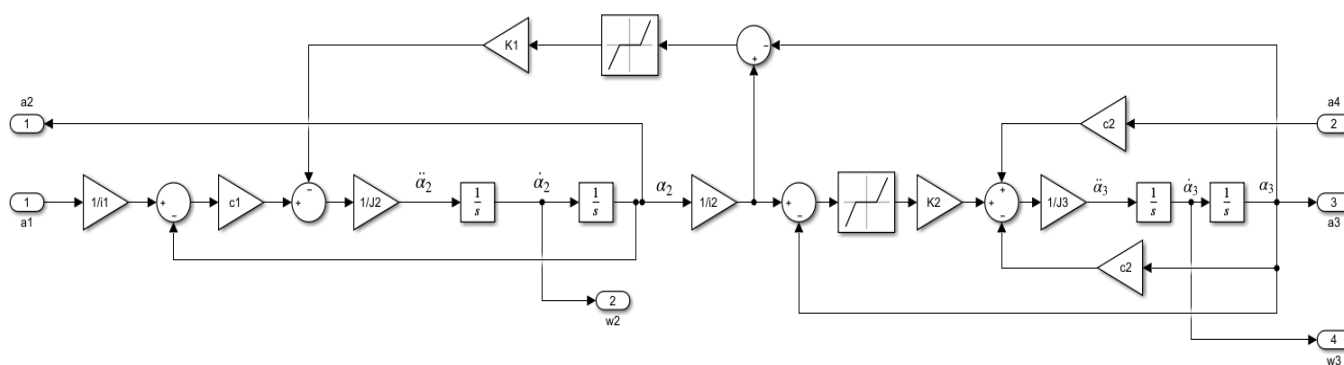 K1
a2
1
a4
2
c2
1
a1
1/i1
+
−
c1
+
−
1/J2
α̈₂
1/s
α̇₂
1/s
α₂
1/i2
+
−
+
−
K2
+
+
−
1/J3
α̈₃
1/s
α̇₃
1/s
α₃
3
a3
c2
2
w2
4
w3